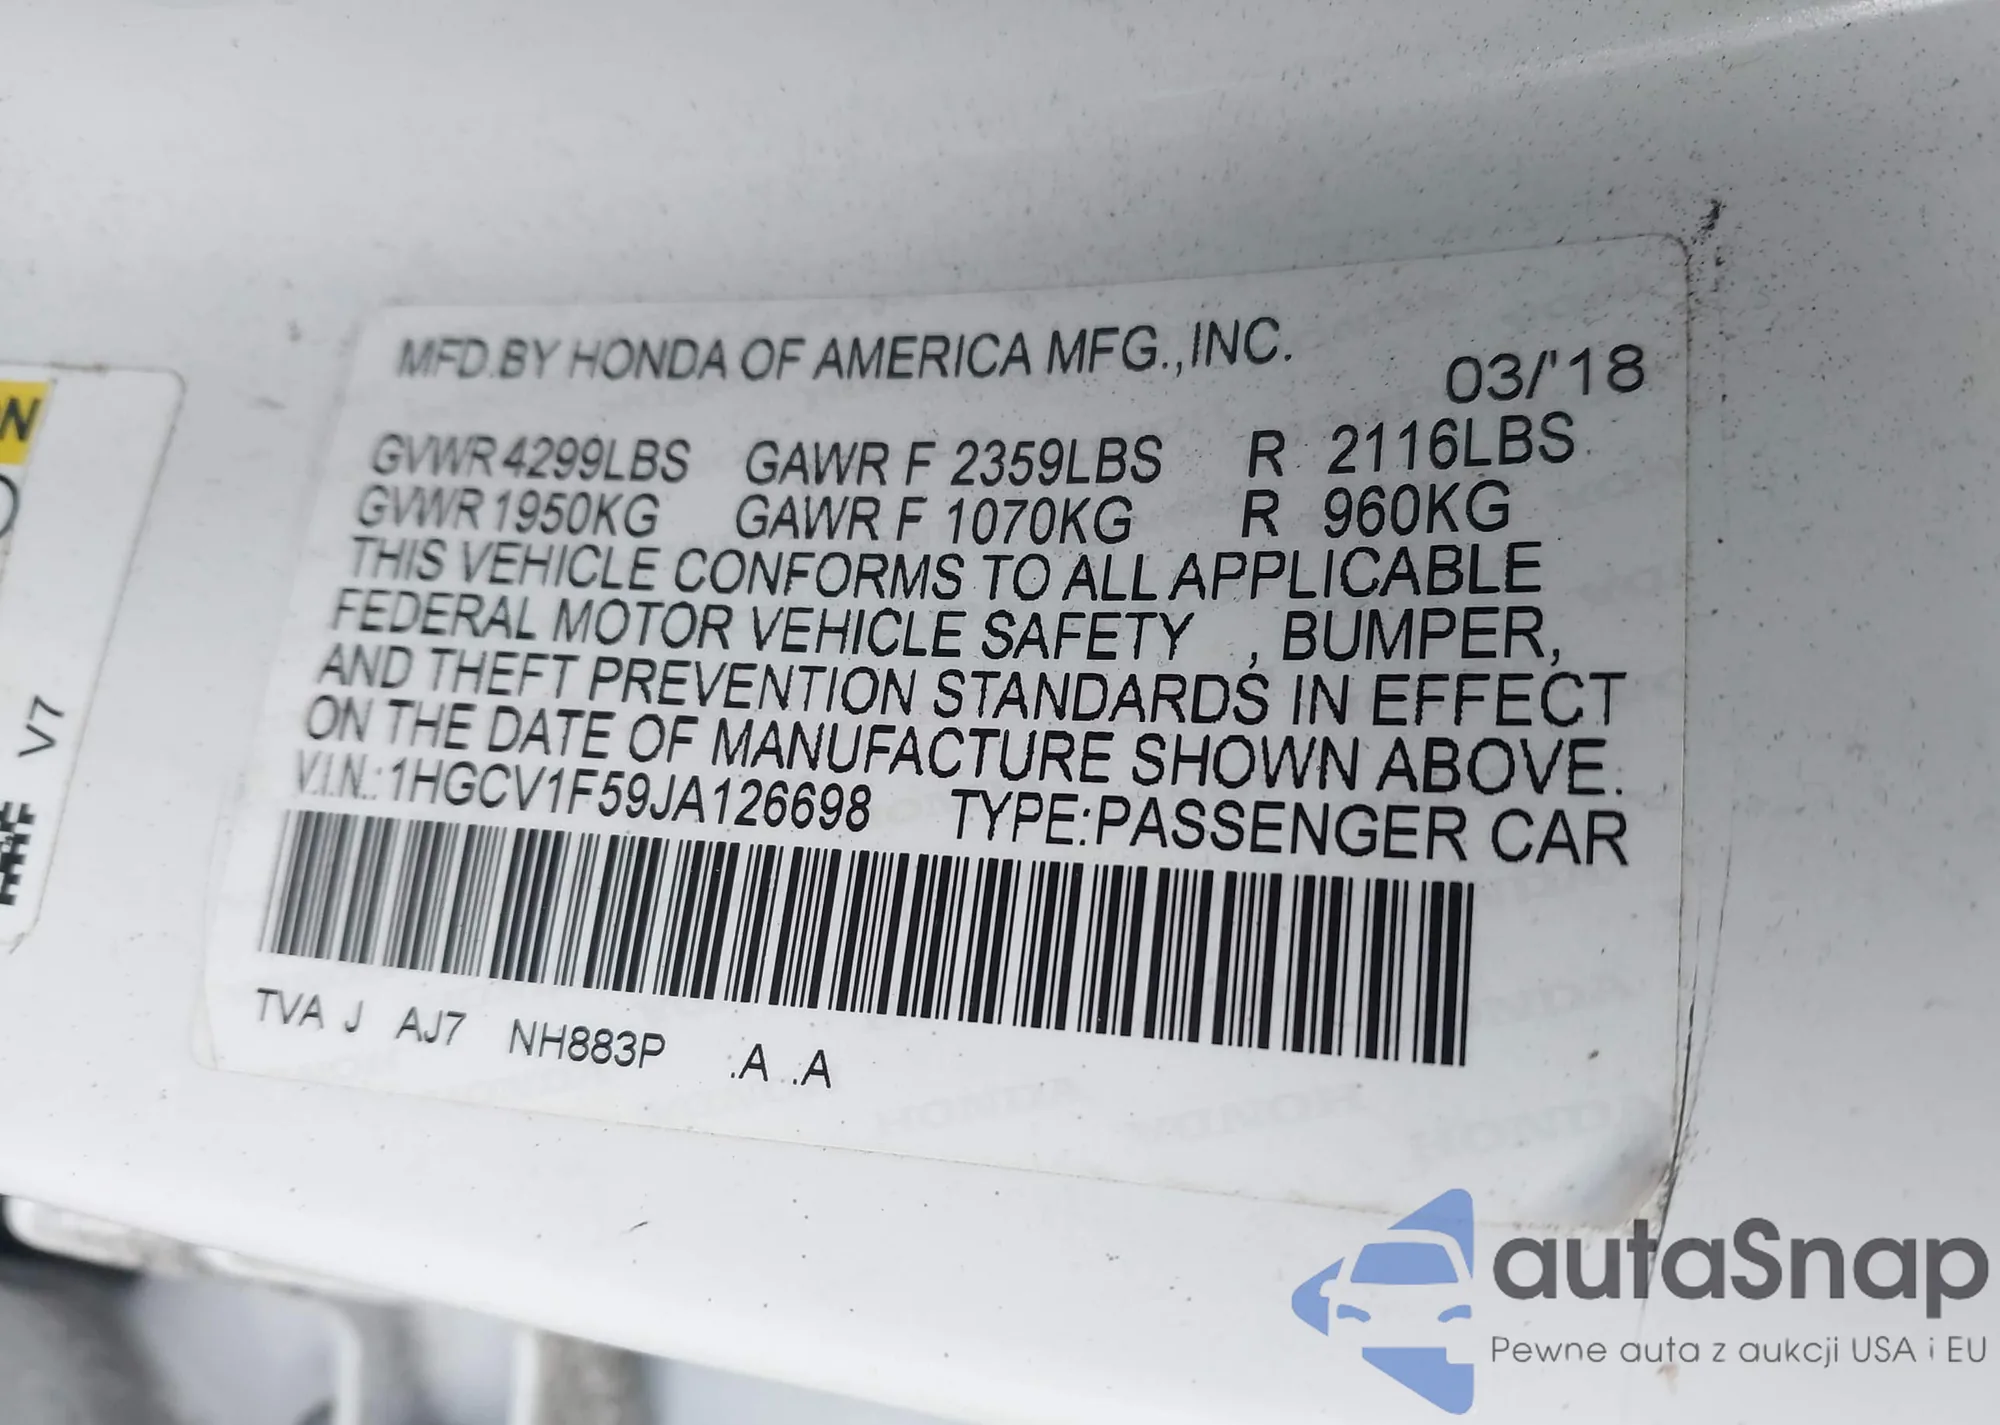 MFD.BY HONDA OF AMERICA MFG.,INC.
03/'18
GVWR 4299LBS GAWR F 2359LBS R 2116LBS
GVWR 1950KG GAWR F 1070KG R 960KG
THIS VEHICLE CONFORMS TO ALL APPLICABLE
FEDERAL MOTOR VEHICLE SAFETY , BUMPER,
AND THEFT PREVENTION STANDARDS IN EFFECT
ON THE DATE OF MANUFACTURE SHOWN ABOVE.
V.I.N.: 1HGCV1F59JA126698 TYPE:PASSENGER CAR
TVA J AJ7 NH883P .A .A
V7
HONDA
autaSnap
Pewne auta z aukcji USA i EU